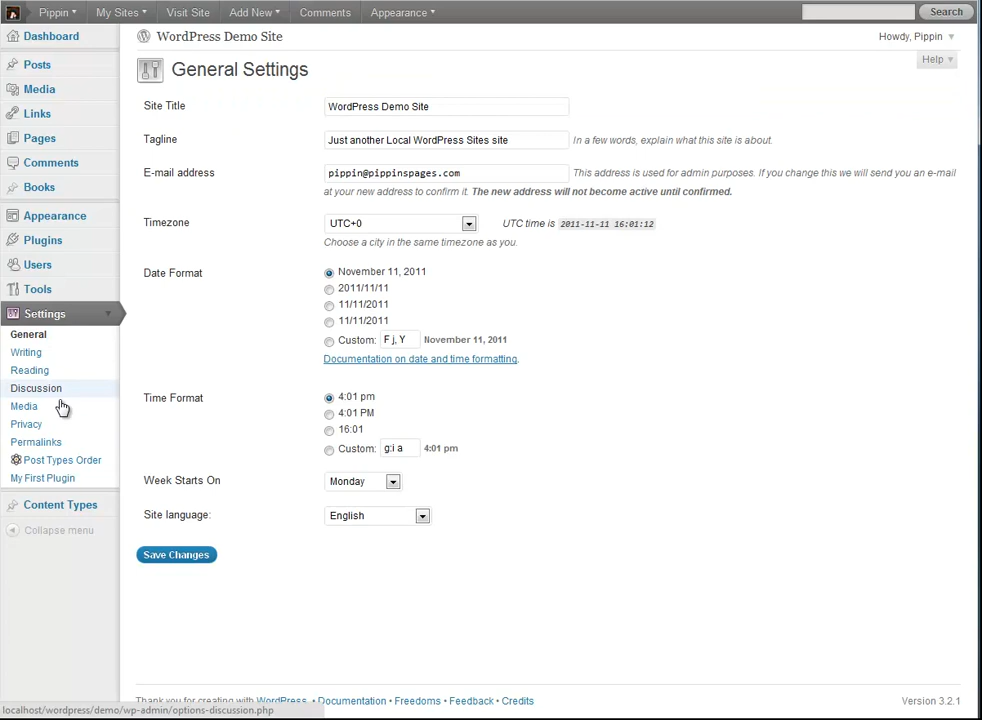 Pippin My Sites Visit Site Add New Comments Appearance Search
Dashboard
Posts
Media
Links
Pages
Comments
Books
Appearance
Plugins
Users
Tools
Settings
General
Writing
Reading
Discussion
Media
Privacy
Permalinks
Post Types Order
My First Plugin
Content Types
Collapse menu
WordPress Demo Site Howdy, Pippin
Help
General Settings
Site Title WordPress Demo Site
Tagline Just another Local WordPress Sites site In a few words, explain what this site is about.
E-mail address pippin@pippinspages.com This address is used for admin purposes. If you change this we will send you an e-mail
at your new address to confirm it. The new address will not become active until confirmed.
Timezone UTC+0 UTC time is 2011-11-11 16:01:12
Choose a city in the same timezone as you.
Date Format November 11, 2011
2011/11/11
11/11/2011
11/11/2011
Custom: F j, Y November 11, 2011
Documentation on date and time formatting.
Time Format 4:01 pm
4:01 PM
16:01
Custom: g:i a 4:01 pm
Week Starts On Monday
Site language: English
Save Changes
Thank you for creating with WordPress. • Documentation • Freedoms • Feedback • Credits Version 3.2.1
localhost/wordpress/demo/wp-admin/options-discussion.php